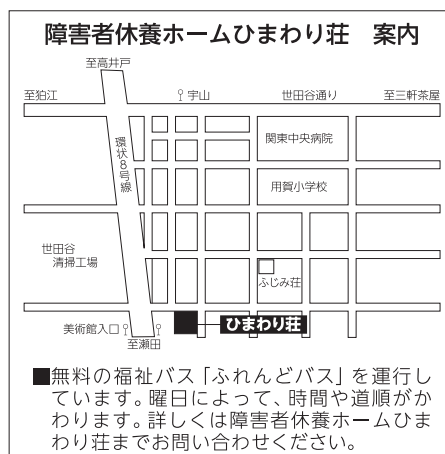 障害者休養ホームひまわり荘　案内
至高井戸
至狛江
宇山
世田谷通り
至三軒茶屋
環状8号線
関東中央病院
用賀小学校
世田谷
清掃工場
ふじみ荘
美術館入口
ひまわり荘
至瀬田
■無料の福祉バス「ふれんどバス」を運行し
ています。曜日によって、時間や道順がか
わります。詳しくは障害者休養ホームひま
わり荘までお問い合わせください。